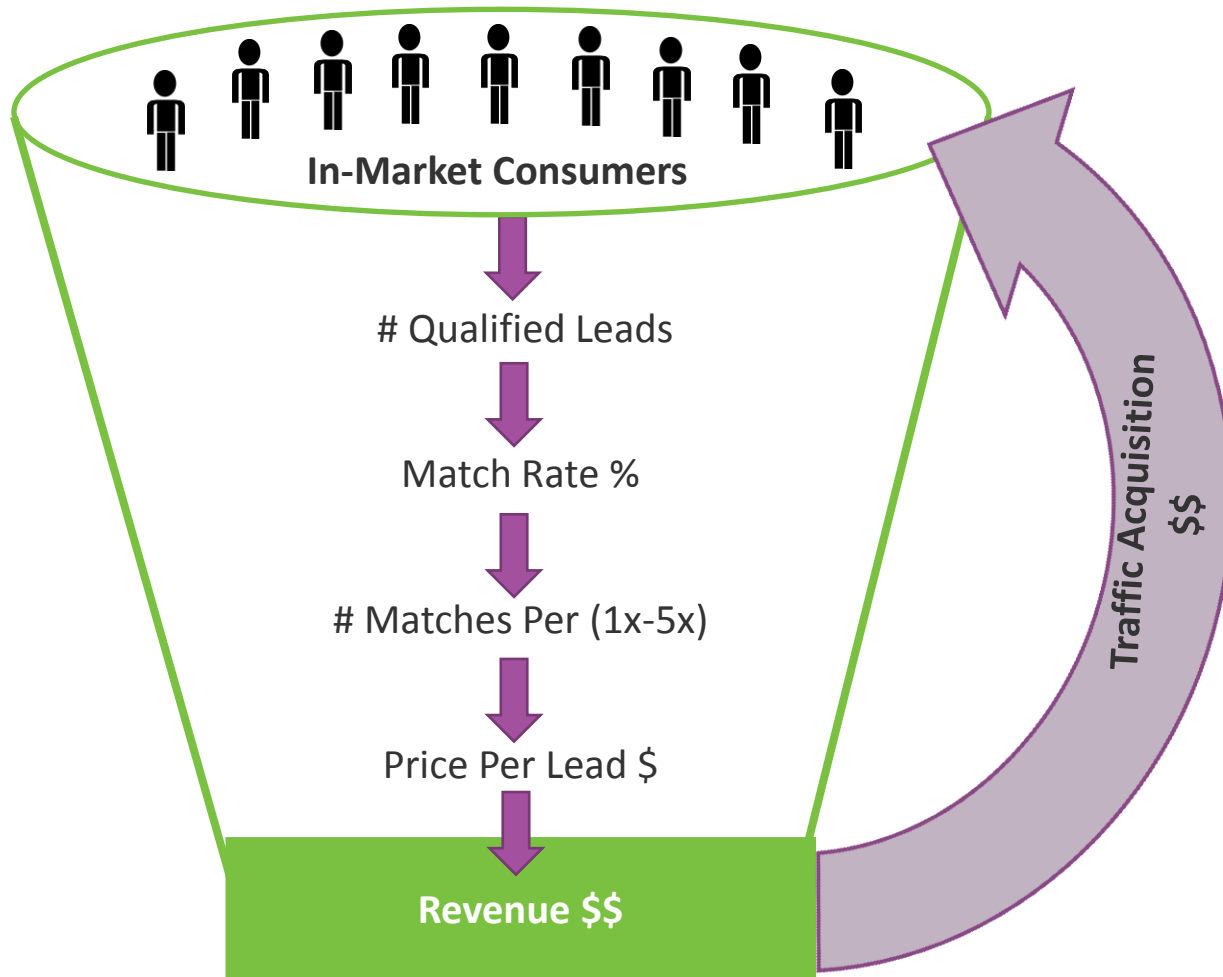 In-Market Consumers
# Qualified Leads
Match Rate %
# Matches Per (1x-5x)
Price Per Lead $
Revenue $$
Traffic Acquisition
$$